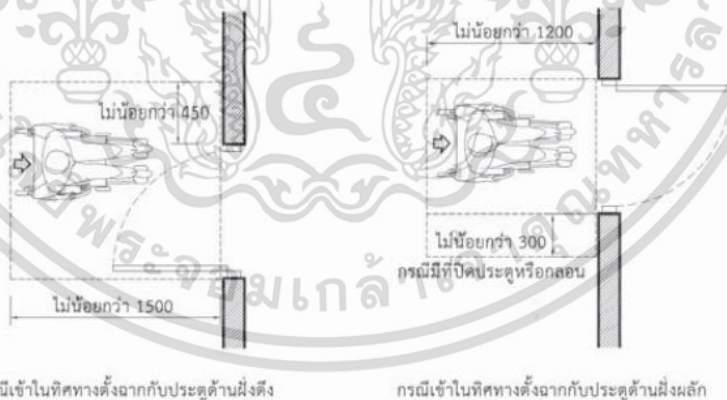 ไม่น้อยกว่า 450
ไม่น้อยกว่า 1500
ไม่น้อยกว่า 1200
ไม่น้อยกว่า 300
กรณีมีที่ปิดประตูหรือกลอน
ณีเข้าในทิศทางตั้งฉากกับประตูด้านฝั่งดึง
กรณีเข้าในทิศทางตั้งฉากกับประตูด้านฝั่งผลัก